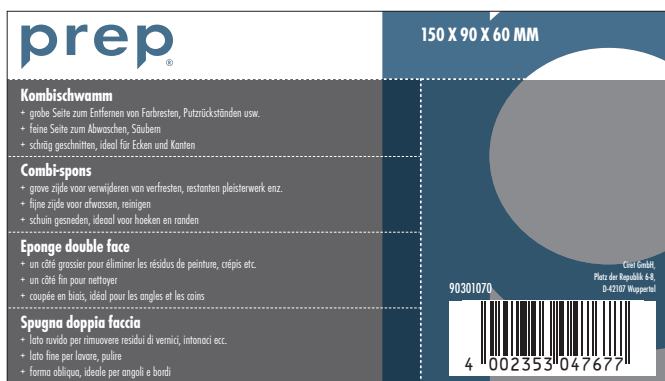 prep®
150 X 90 X 60 MM
Kombischwamm
+ grobe Seite zum Entfernen von Farbresten, Putzrückständen usw.
+ feine Seite zum Abwaschen, Säubern
+ schräg geschnitten, ideal für Ecken und Kanten
Combi-spons
+ grove zijde voor verwijderen van verfresten, restanten pleisterwerk enz.
+ fijne zijde voor afwassen, reinigen
+ schuin gesneden, ideaal voor hoeken en randen
Eponge double face
+ un côté grossier pour éliminer les résidus de peinture, crépis etc.
+ un côté fin pour nettoyer
+ coupée en biais, idéal pour les angles et les coins
Spugna doppia faccia
+ lato ruvido per rimuovere residui di vernici, intonaci ecc.
+ lato fine per lavare, pulire
+ forma obliqua, ideale per angoli e bordi
Ciret GmbH,
Platz der Republik 6-8,
D-42107 Wuppertal
90301070
4 002353 047677